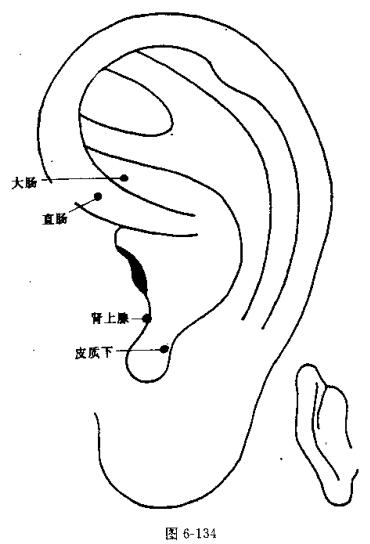 大肠
直肠
肾上腺
皮质下
图 6-134